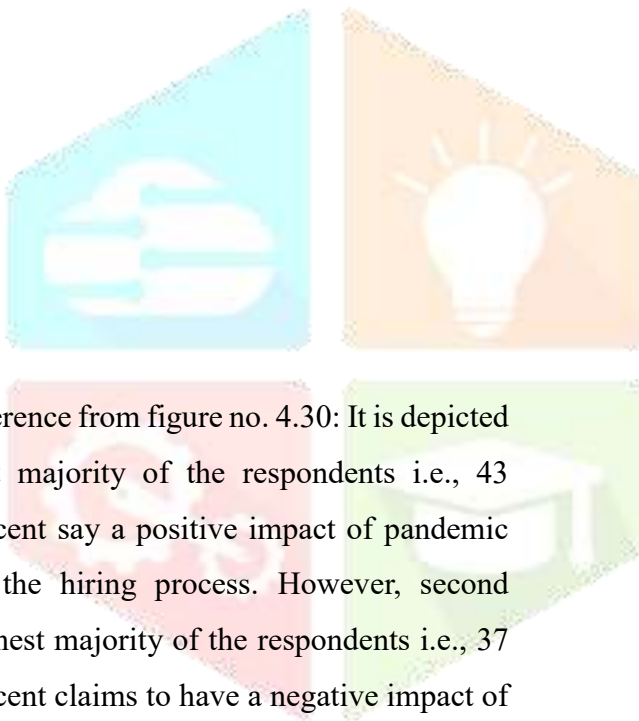 erence from figure no. 4.30: It is depicted
majority of the respondents i.e., 43
cent say a positive impact of pandemic
the hiring process. However, second
nest majority of the respondents i.e., 37
cent claims to have a negative impact of